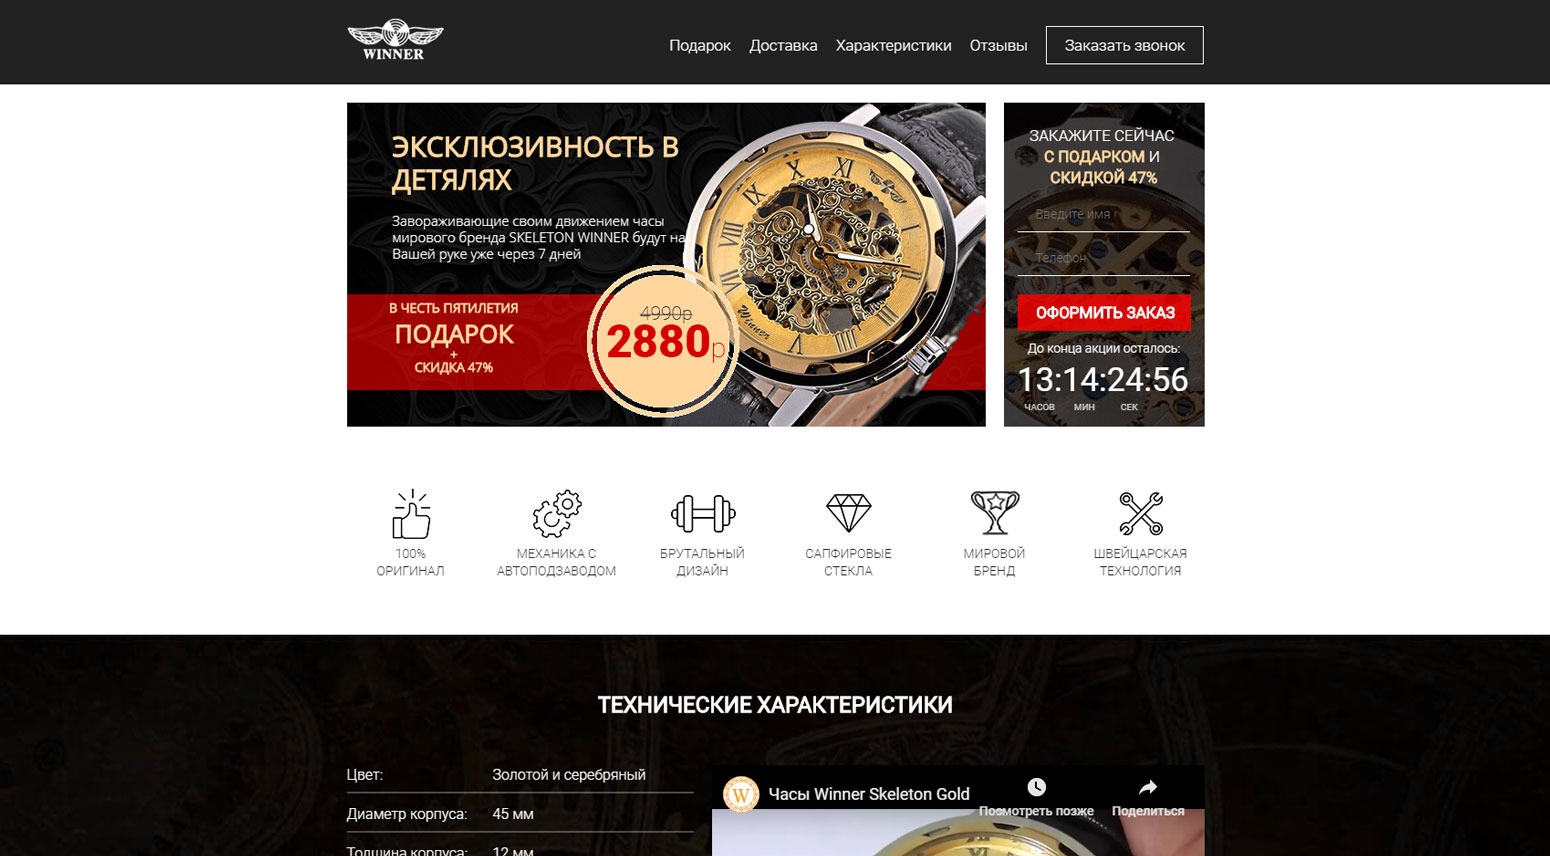 WINNER
Подарок
Доставка
Характеристики
Отзывы
Заказать звонок
ЭКСКЛЮЗИВНОСТЬ В
ДЕТЯЛЯХ
Завораживающие своим движением часы
мирового бренда SKELETON WINNER будут на
Вашей руке уже через 7 дней
В ЧЕСТЬ ПЯТИЛЕТИЯ
ПОДАРОК
+
СКИДКА 47%
4990р
2880р
Winner
ЗАКАЖИТЕ СЕЙЧАС
С ПОДАРКОМ И
СКИДКОЙ 47%
Введите имя
Телефон
ОФОРМИТЬ ЗАКАЗ
До конца акции осталось:
13:14:24:56
ЧАСОВ
МИН
СЕК
100%
ОРИГИНАЛ
МЕХАНИКА С
АВТОПОДЗАВОДОМ
БРУТАЛЬНЫЙ
ДИЗАЙН
САПФИРОВЫЕ
СТЕКЛА
МИРОВОЙ
БРЕНД
ШВЕЙЦАРСКАЯ
ТЕХНОЛОГИЯ
ТЕХНИЧЕСКИЕ ХАРАКТЕРИСТИКИ
Цвет: Золотой и серебряный
Диаметр корпуса: 45 мм
Толщина корпуса: 12 мм
W
Часы Winner Skeleton Gold
Посмотреть позже
Поделиться